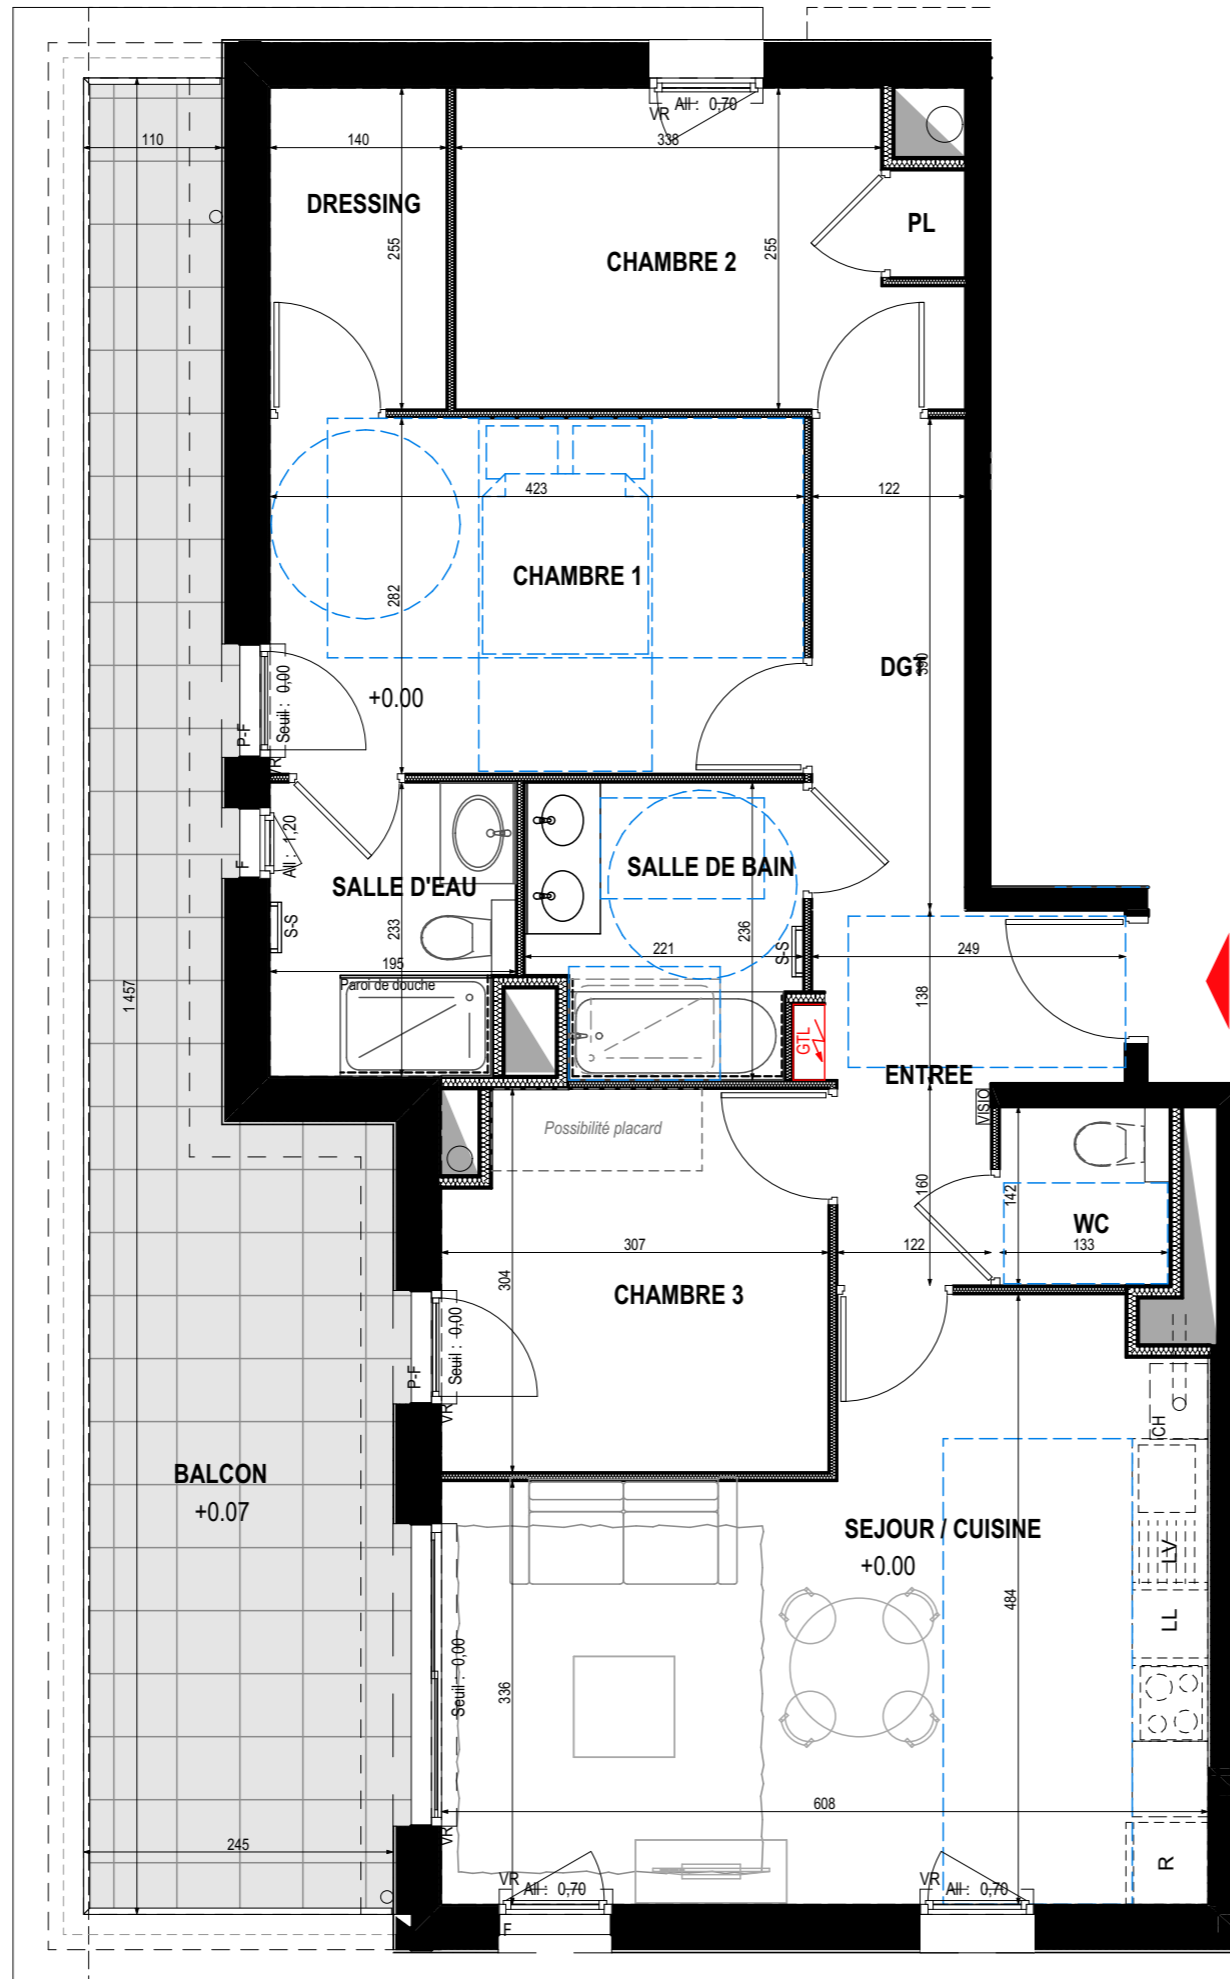 All : 0,70
VR
110
140
338
DRESSING
PL
255
CHAMBRE 2
255
423
122
CHAMBRE 1
282
DGT
390
Seuil : 0,00
P-F
VR
+0.00
All : 1,20
F
SALLE D'EAU
SALLE DE BAIN
S-S
233
236
221
S-S
249
195
Paroi de douche
1 457
138
GTL
ENTREE
VISIO
Possibilité placard
160
142
WC
307
122
133
304
CHAMBRE 3
Seuil : 0,00
P-F
VR
CH
BALCON
+0.07
SEJOUR / CUISINE
+0.00
LV
484
LL
Seuil : 0,00
336
608
VR
245
R
VR
All : 0,70
VR
All : 0,70
F